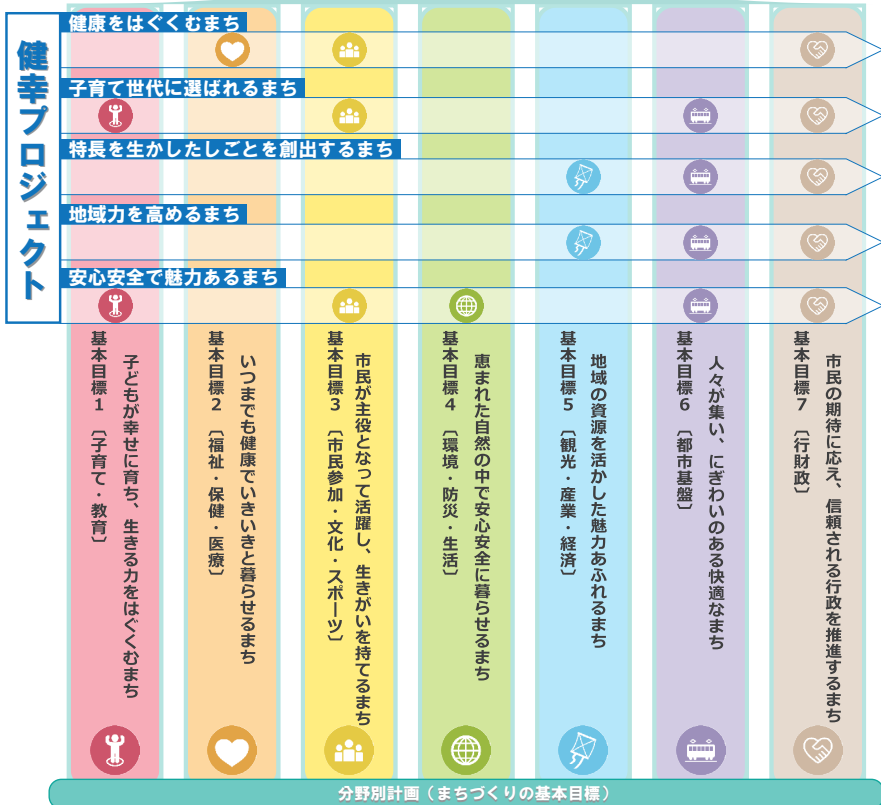 健幸プロジェクト
健康をはぐくむまち
子育て世代に選ばれるまち
特長を生かしたしごとを創出するまち
地域力を高めるまち
安心安全で魅力あるまち
基本目標1 〔子育て・教育〕
子どもが幸せに育ち、生きる力をはぐくむまち
基本目標2 〔福祉・保健・医療〕
いつまでも健康でいきいきと暮らせるまち
基本目標3 〔市民参加・文化・スポーツ〕
市民が主役となって活躍し、生きがいを持てるまち
基本目標4 〔環境・防災・生活〕
恵まれた自然の中で安心安全に暮らせるまち
基本目標5 〔観光・産業・経済〕
地域の資源を活かした魅力あふれるまち
基本目標6 〔都市基盤〕
人々が集い、にぎわいのある快適なまち
基本目標7 〔行財政〕
市民の期待に応え、信頼される行政を推進するまち
分野別計画（まちづくりの基本目標）